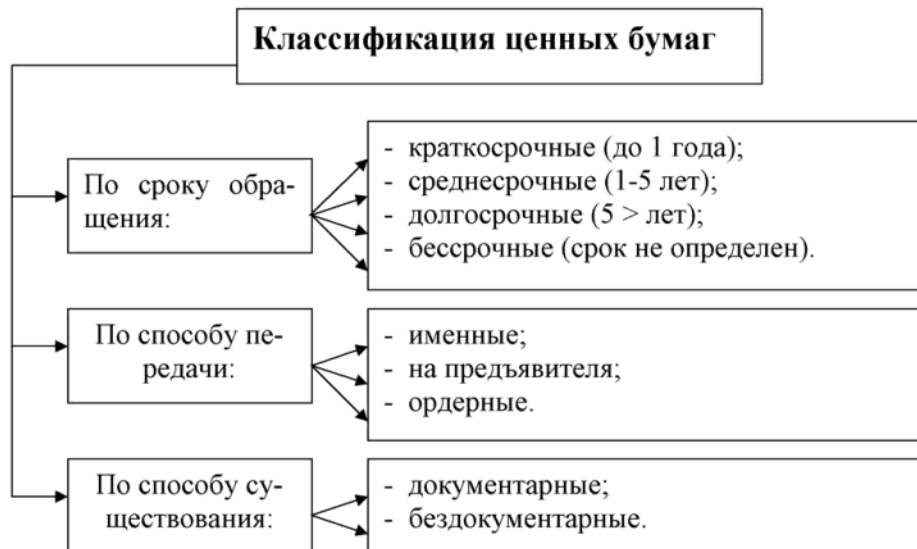 Классификация ценных бумаг
По сроку обра-
щения:
- краткосрочные (до 1 года);
- среднесрочные (1-5 лет);
- долгосрочные (5 > лет);
- бессрочные (срок не определен).
По способу пе-
редачи:
- именные;
- на предъявителя;
- ордерные.
По способу су-
ществования:
- документарные;
- бездокументарные.